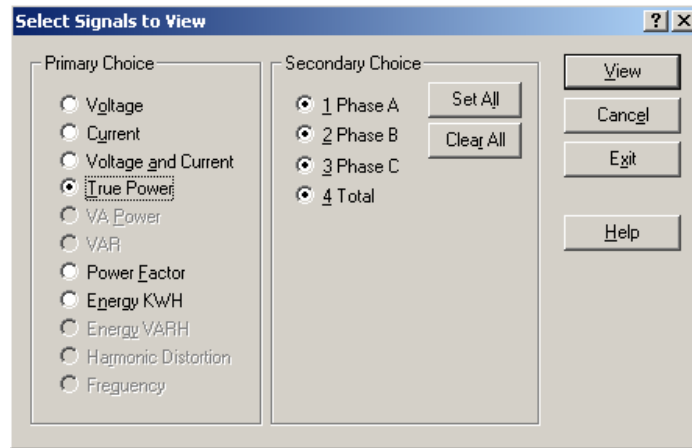 Select Signals to View
Primary Choice
Voltage
Current
Voltage and Current
True Power
VA Power
VAR
Power Factor
Energy KWH
Energy VARH
Harmonic Distortion
Freguency
Secondary Choice
1 Phase A
2 Phase B
3 Phase C
4 Total
Set All
Clear All
View
Cancel
Exit
Help